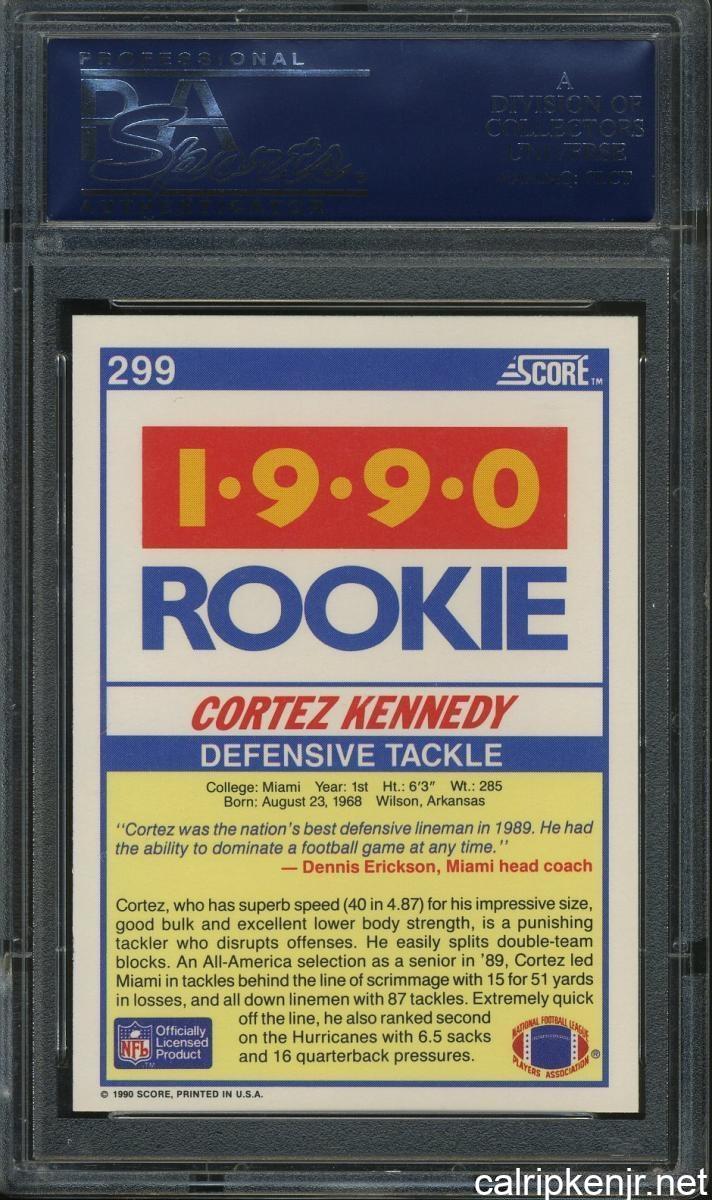 PROFESSIONAL
PSA
Sports
AUTHENTICATOR
A
DIVISION OF
COLLECTORS
UNIVERSE
299
SCORE TM
1•9•9•0
ROOKIE
CORTEZ KENNEDY
DEFENSIVE TACKLE
College: Miami Year: 1st Ht.: 6'3" Wt.: 285
Born: August 23, 1968 Wilson, Arkansas
"Cortez was the nation's best defensive lineman in 1989. He had
the ability to dominate a football game at any time."
— Dennis Erickson, Miami head coach
Cortez, who has superb speed (40 in 4.87) for his impressive size,
good bulk and excellent lower body strength, is a punishing
tackler who disrupts offenses. He easily splits double-team
blocks. An All-America selection as a senior in '89, Cortez led
Miami in tackles behind the line of scrimmage with 15 for 51 yards
in losses, and all down linemen with 87 tackles. Extremely quick
off the line, he also ranked second
on the Hurricanes with 6.5 sacks
and 16 quarterback pressures.
NFL
Officially
Licensed
Product
TM
NATIONAL FOOTBALL LEAGUE
PLAYERS ASSOCIATION
®
© 1990 SCORE, PRINTED IN U.S.A.
calripkenjr.net